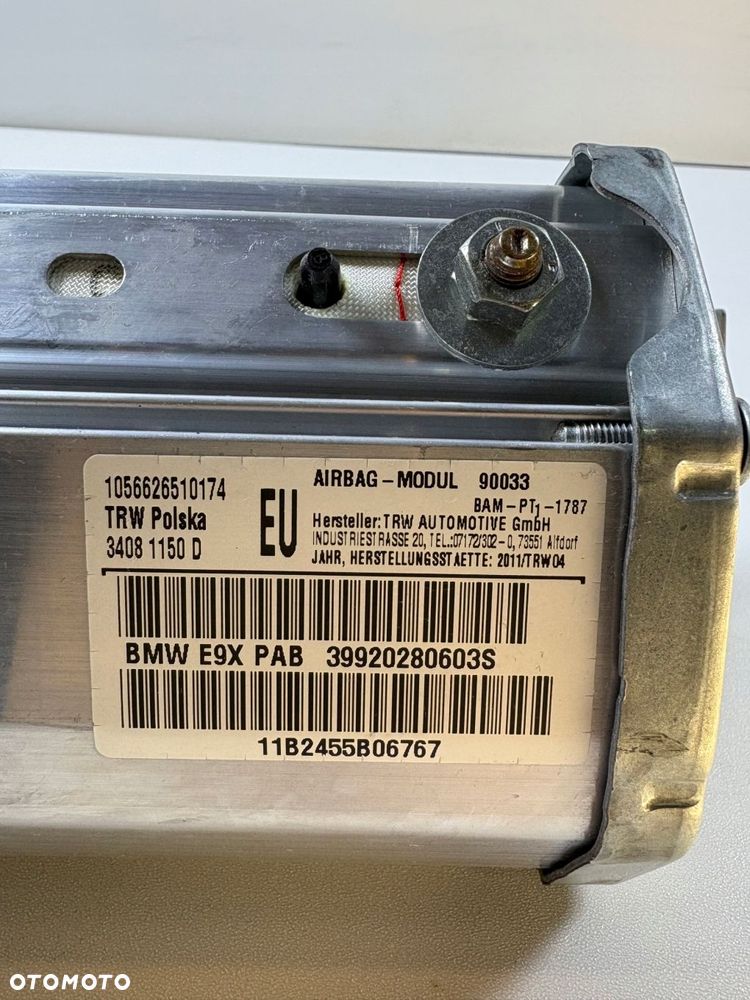 1056626510174
TRW Polska
3408 1150 D
EU
AIRBAG-MODUL 90033
BAM-PT1-1787
Hersteller: TRW AUTOMOTIVE GmbH
INDUSTRIESTRASSE 20, TEL.:07172/302-0, 73551 Alfdorf
JAHR, HERSTELLUNGSSTAETTE: 2011/TRW04
BMW E9X PAB 39920280603S
11B2455B06767
OTOMOTO